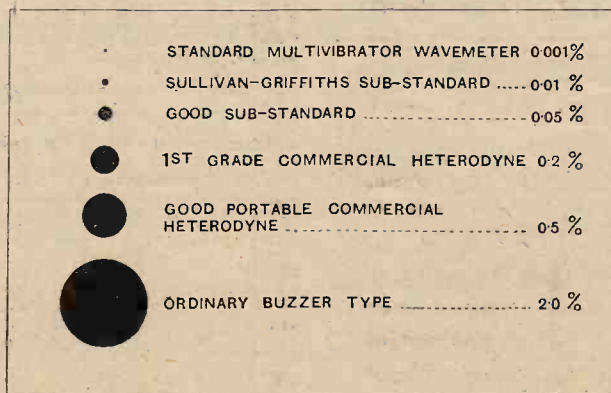 STANDARD MULTIVIBRATOR WAVEMETER 0·001%
SULLIVAN-GRIFFITHS SUB-STANDARD ..... 0·01 %
GOOD SUB-STANDARD ........................ 0·05 %
1ST GRADE COMMERCIAL HETERODYNE 0·2 %
GOOD PORTABLE COMMERCIAL
HETERODYNE ................................... 0·5 %
ORDINARY BUZZER TYPE ................... 2·0 %